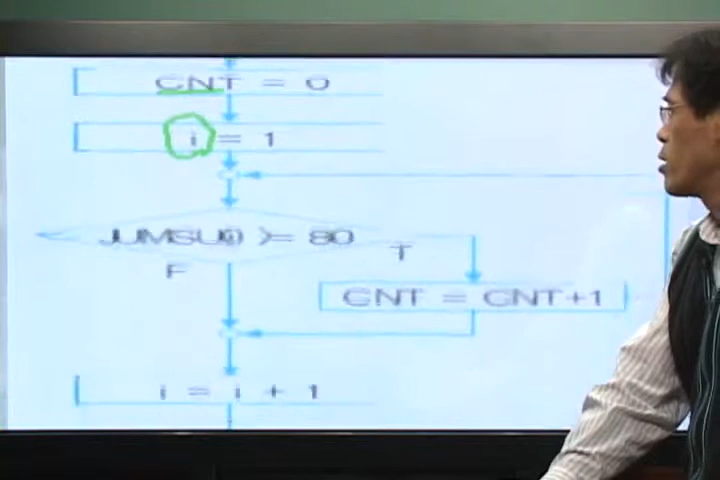 CNT = 0
i = 1
JUMSU(i) >= 80
T
F
CNT = CNT+1
i = i + 1